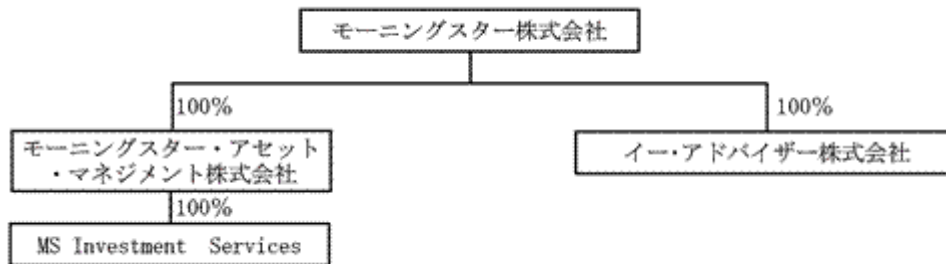 モーニングスター株式会社
100%
100%
モーニングスター・アセット
・マネジメント株式会社
イー・アドバイザー株式会社
100%
MS Investment Services